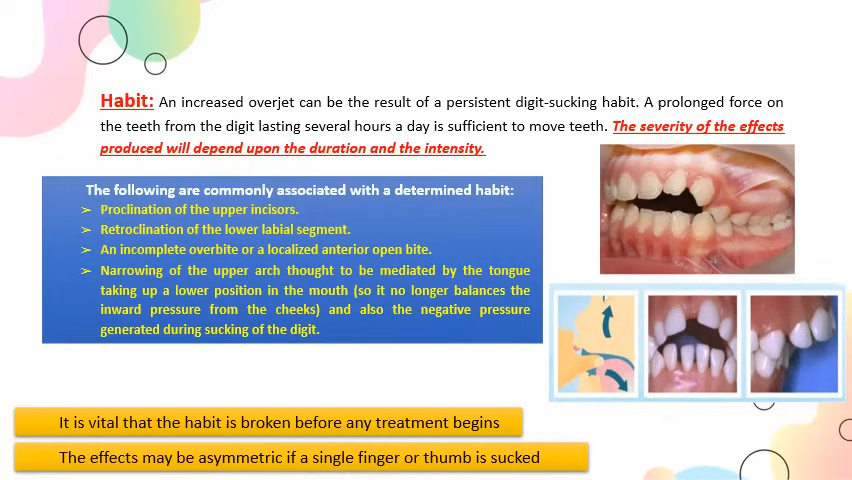 Habit: An increased overjet can be the result of a persistent digit-sucking habit. A prolonged force on
the teeth from the digit lasting several hours a day is sufficient to move teeth. The severity of the effects
produced will depend upon the duration and the intensity.
The following are commonly associated with a determined habit:
➢ Proclination of the upper incisors.
➢ Retroclination of the lower labial segment.
➢ An incomplete overbite or a localized anterior open bite.
➢ Narrowing of the upper arch thought to be mediated by the tongue
taking up a lower position in the mouth (so it no longer balances the
inward pressure from the cheeks) and also the negative pressure
generated during sucking of the digit.
It is vital that the habit is broken before any treatment begins
The effects may be asymmetric if a single finger or thumb is sucked